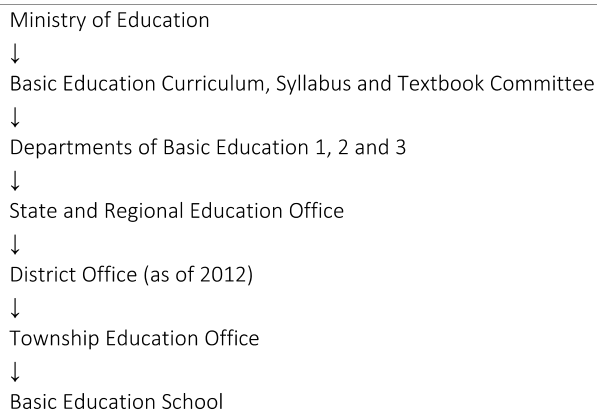 Ministry of Education
↓
Basic Education Curriculum, Syllabus and Textbook Committee
↓
Departments of Basic Education 1, 2 and 3
↓
State and Regional Education Office
↓
District Office (as of 2012)
↓
Township Education Office
↓
Basic Education School